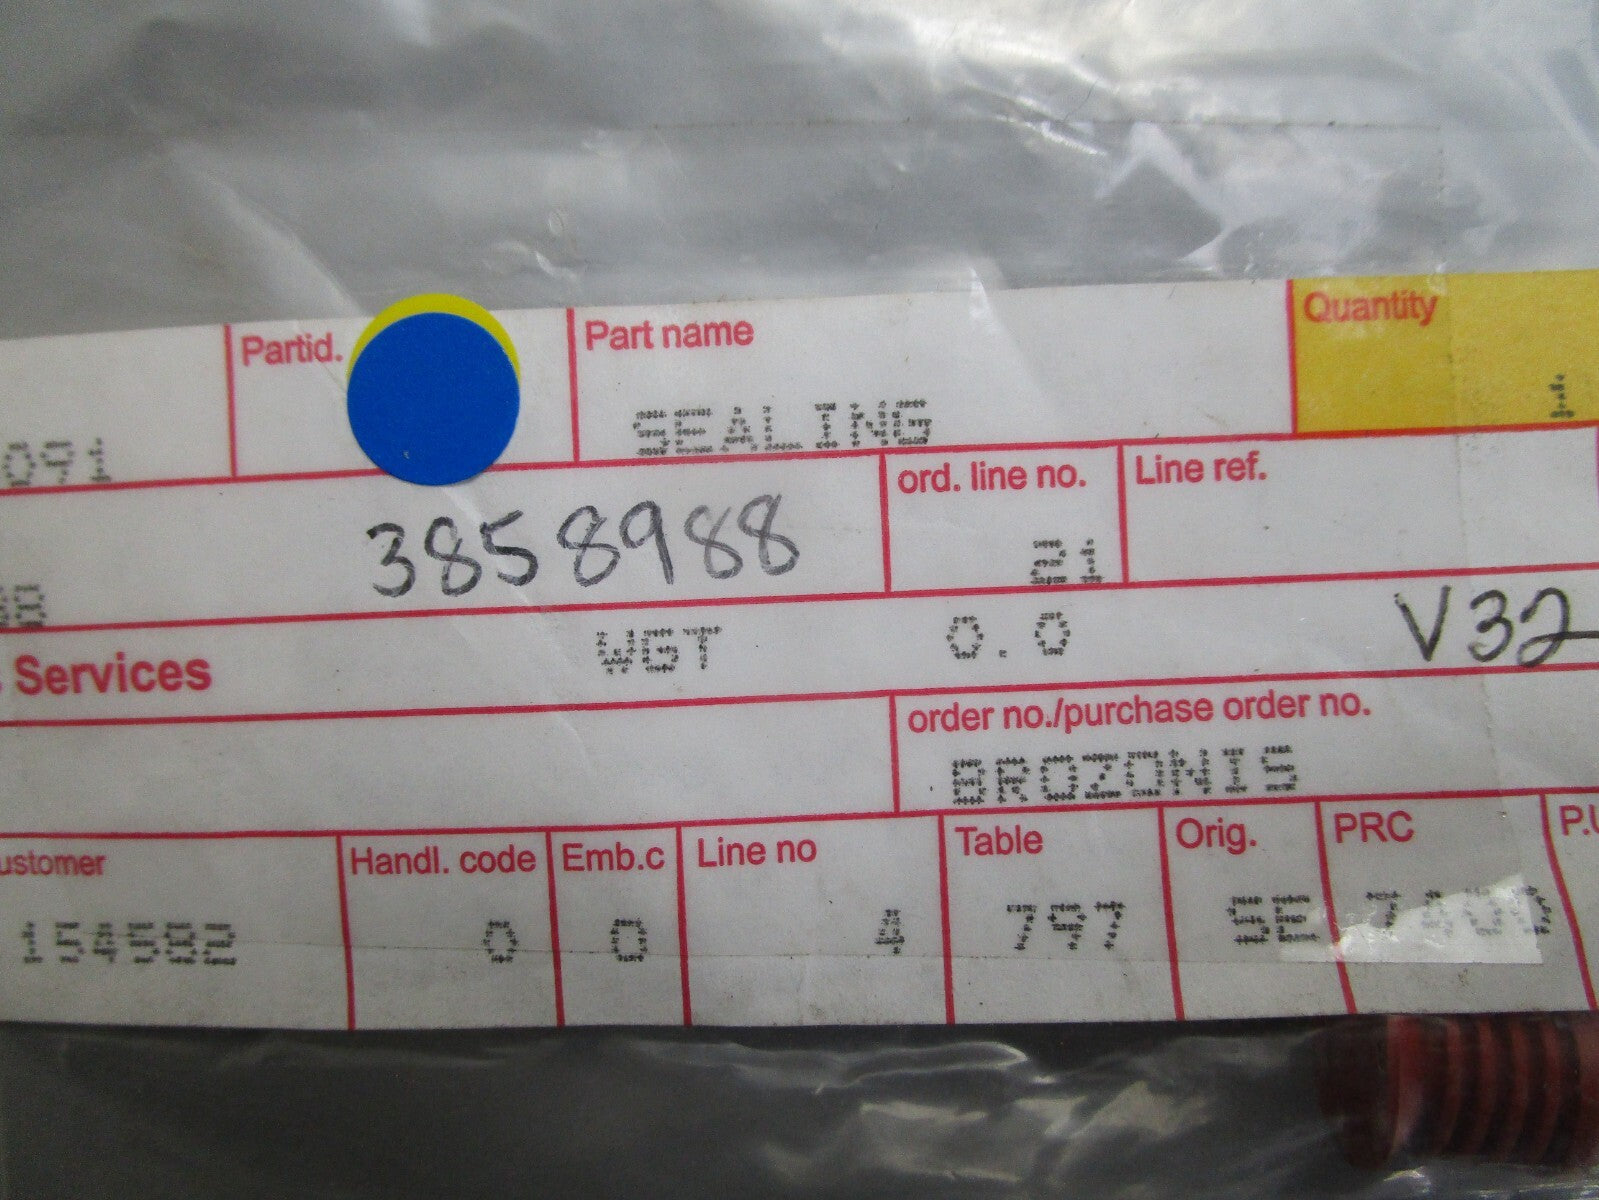 Partid. Part name Quantity
SEALING 1
ord. line no. Line ref.
3858988 21
Services WGT 0.0 V32
order no./purchase order no.
BROZONIS
ustomer Handl. code Emb.c Line no Table Orig. PRC P.U
0 0 4 797 SE